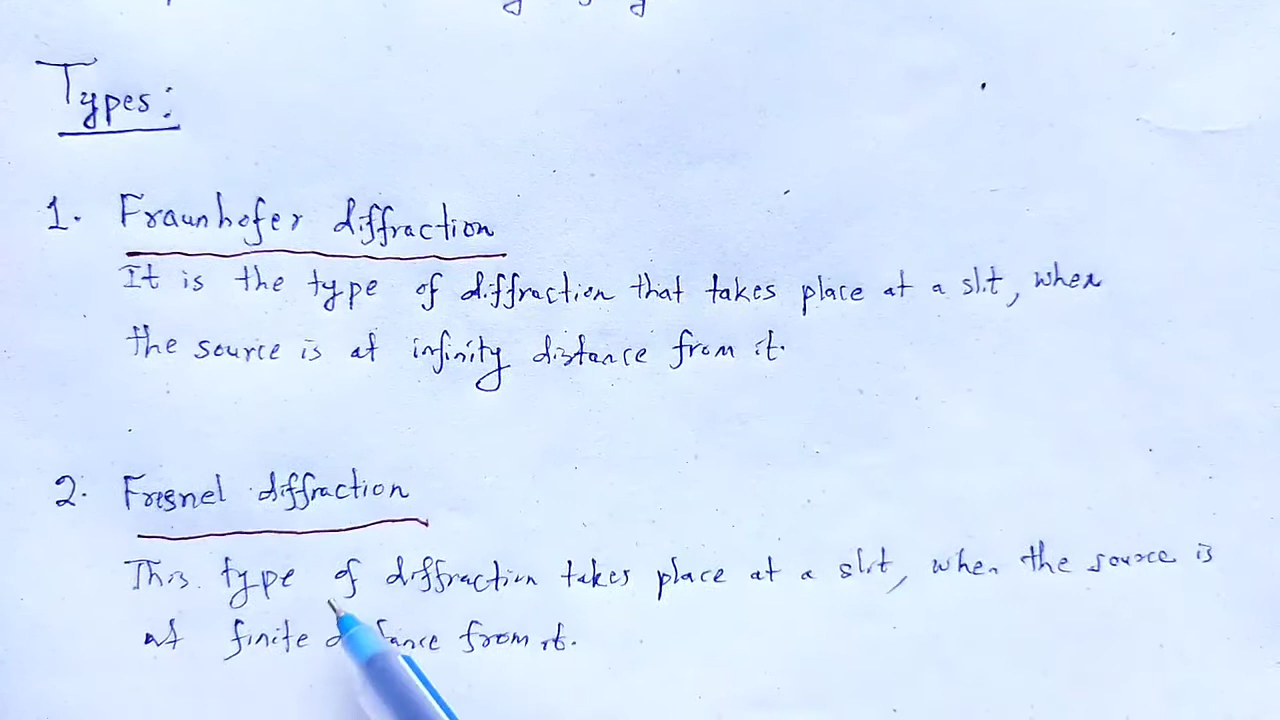 Types:
1. Fraunhofer diffraction
It is the type of diffraction that takes place at a slit, when
the source is at infinity distance from it.
2. Fresnel diffraction
This type of diffraction takes place at a slit, when the source is
at finite from it.